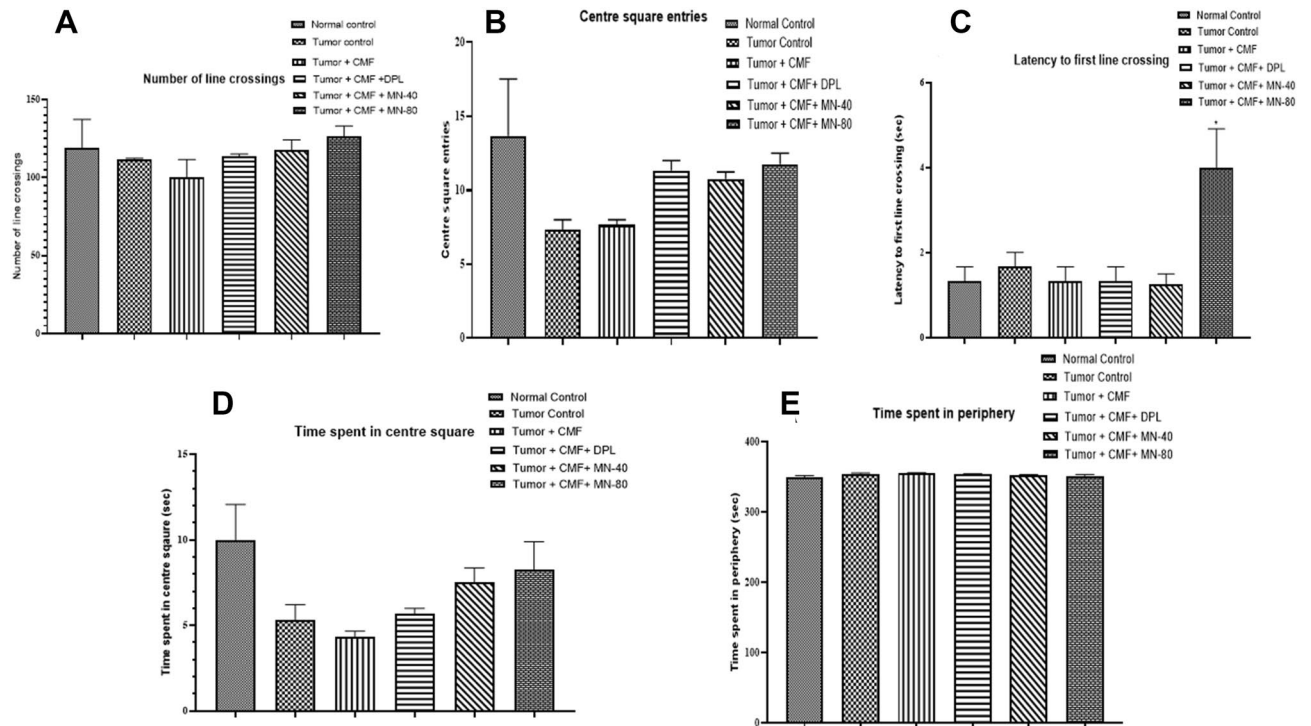 A
Normal control
Tumor control
Tumor + CMF
Tumor + CMF +DPL
Tumor + CMF + MN-40
Tumor + CMF + MN-80
Number of line crossings
Number of line crossings
150
100
50
0
B
Centre square entries
Normal Control
Tumor Control
Tumor + CMF
Tumor + CMF+ DPL
Tumor + CMF+ MN-40
Tumor + CMF+ MN-80
Centre square entries
20
15
10
5
0
C
Latency to first line crossing
Normal Control
Tumor Control
Tumor + CMF
Tumor + CMF+ DPL
Tumor + CMF+ MN-40
Tumor + CMF+ MN-80
Latency to first line crossing (sec)
6
4
2
0
*
D
Time spent in centre square
Normal Control
Tumor Control
Tumor + CMF
Tumor + CMF+ DPL
Tumor + CMF+ MN-40
Tumor + CMF+ MN-80
Time spent in centre sqaure (sec)
15
10
5
0
E
Time spent in periphery
Normal Control
Tumor Control
Tumor + CMF
Tumor + CMF+ DPL
Tumor + CMF+ MN-40
Tumor + CMF+ MN-80
Time spent in periphery (sec)
400
300
200
100
0